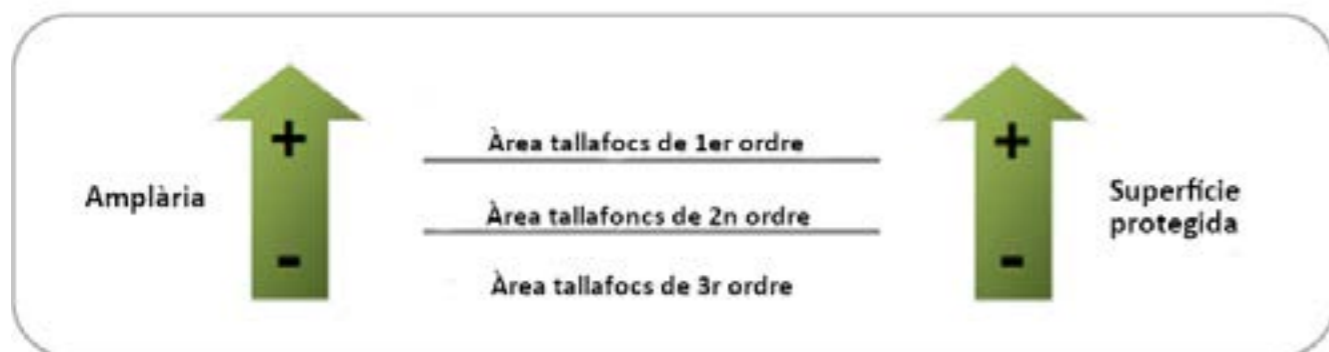 +
+
Àrea tallafocs de 1er ordre
Amplària
Superfície
protegida
Àrea tallafoncs de 2n ordre
-
-
Àrea tallafocs de 3r ordre